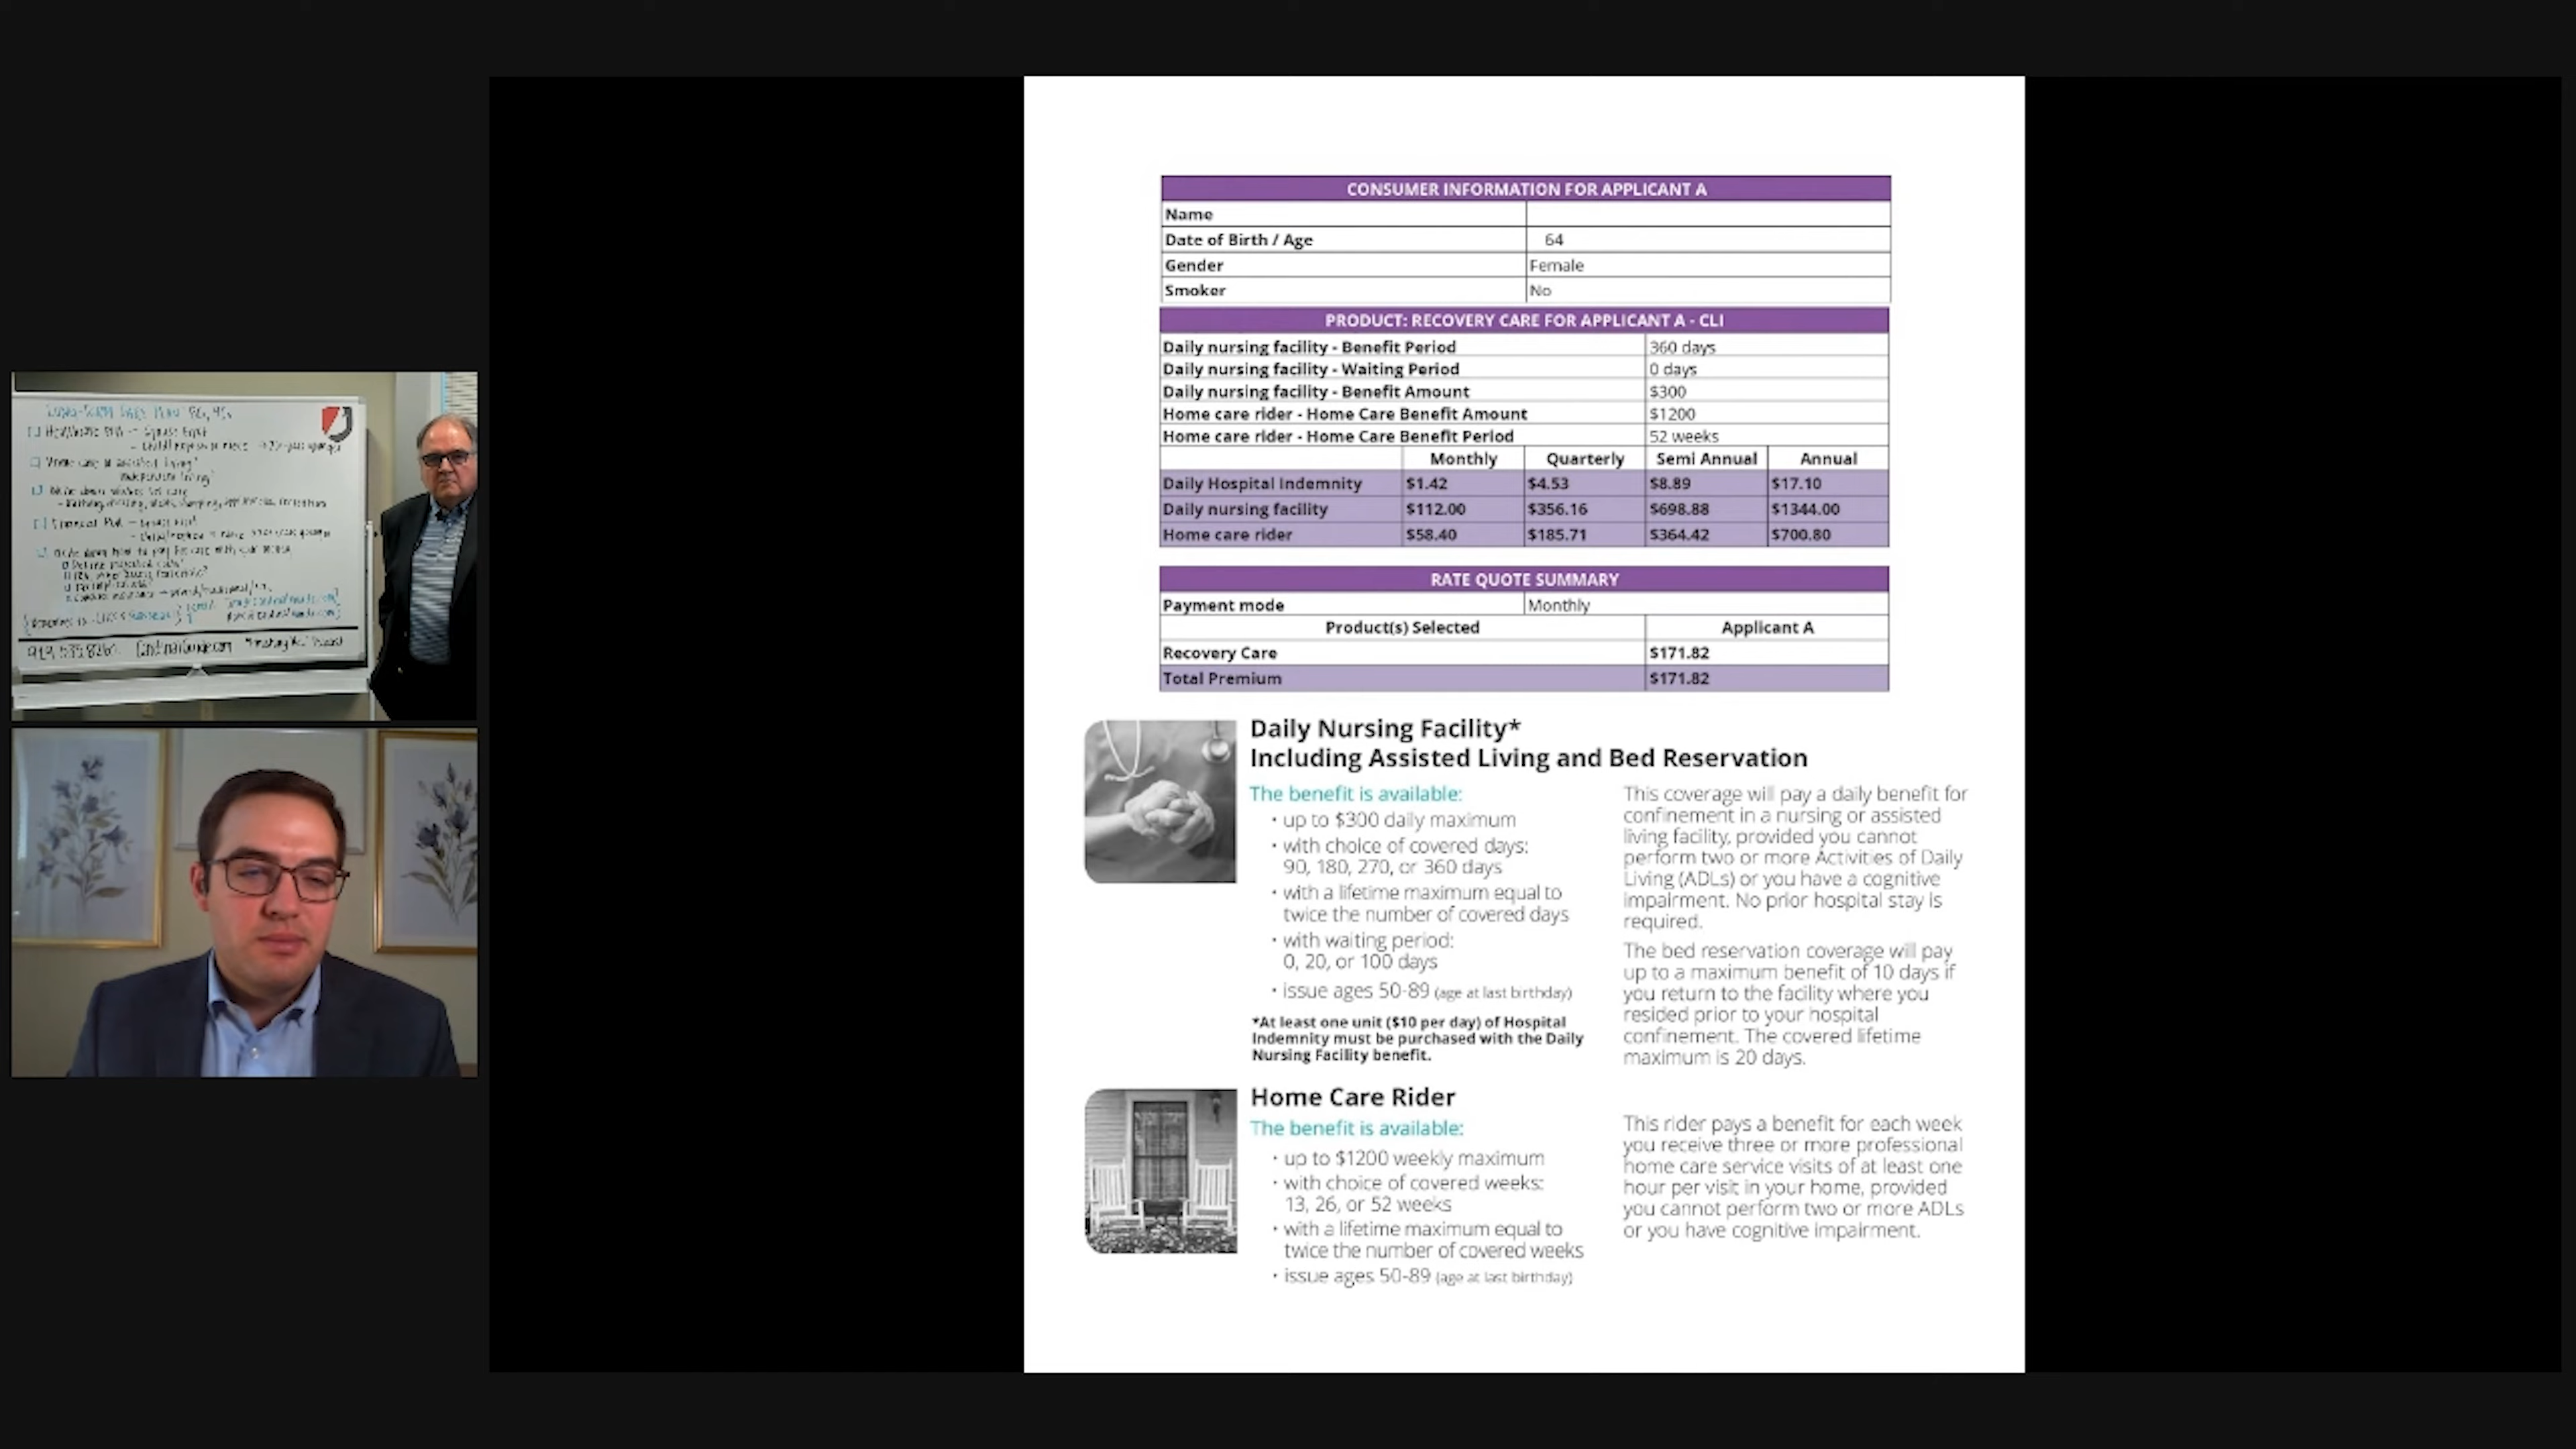 CONSUMER INFORMATION FOR APPLICANT A
Name
Date of Birth / Age 64
Gender Female
Smoker No
PRODUCT: RECOVERY CARE FOR APPLICANT A - CLI
Daily nursing facility - Benefit Period 360 days
Daily nursing facility - Waiting Period 0 days
Daily nursing facility - Benefit Amount $300
Home care rider - Home Care Benefit Amount $1200
Home care rider - Home Care Benefit Period 52 weeks
Monthly Quarterly Semi Annual Annual
Daily Hospital Indemnity $1.42 $4.53 $8.89 $17.10
Daily nursing facility $112.00 $356.16 $698.88 $1344.00
Home care rider $58.40 $185.71 $364.42 $700.80
RATE QUOTE SUMMARY
Payment mode Monthly
Product(s) Selected Applicant A
Recovery Care $171.82
Total Premium $171.82
Daily Nursing Facility*
Including Assisted Living and Bed Reservation
The benefit is available:
• up to $300 daily maximum
• with choice of covered days:
90, 180, 270, or 360 days
• with a lifetime maximum equal to
twice the number of covered days
• with waiting period:
0, 20, or 100 days
• issue ages 50-89 (age at last birthday)
*At least one unit ($10 per day) of Hospital
Indemnity must be purchased with the Daily
Nursing Facility benefit.
This coverage will pay a daily benefit for
confinement in a nursing or assisted
living facility, provided you cannot
perform two or more Activities of Daily
Living (ADLs) or you have a cognitive
impairment. No prior hospital stay is
required.
The bed reservation coverage will pay
up to a maximum benefit of 10 days if
you return to the facility where you
resided prior to your hospital
confinement. The covered lifetime
maximum is 20 days.
Home Care Rider
The benefit is available:
• up to $1200 weekly maximum
• with choice of covered weeks:
13, 26, or 52 weeks
• with a lifetime maximum equal to
twice the number of covered weeks
• issue ages 50-89 (age at last birthday)
This rider pays a benefit for each week
you receive three or more professional
home care service visits of at least one
hour per visit in your home, provided
you cannot perform two or more ADLs
or you have cognitive impairment.
Home care or assisted living?
independent living?
CardinalGuide.com